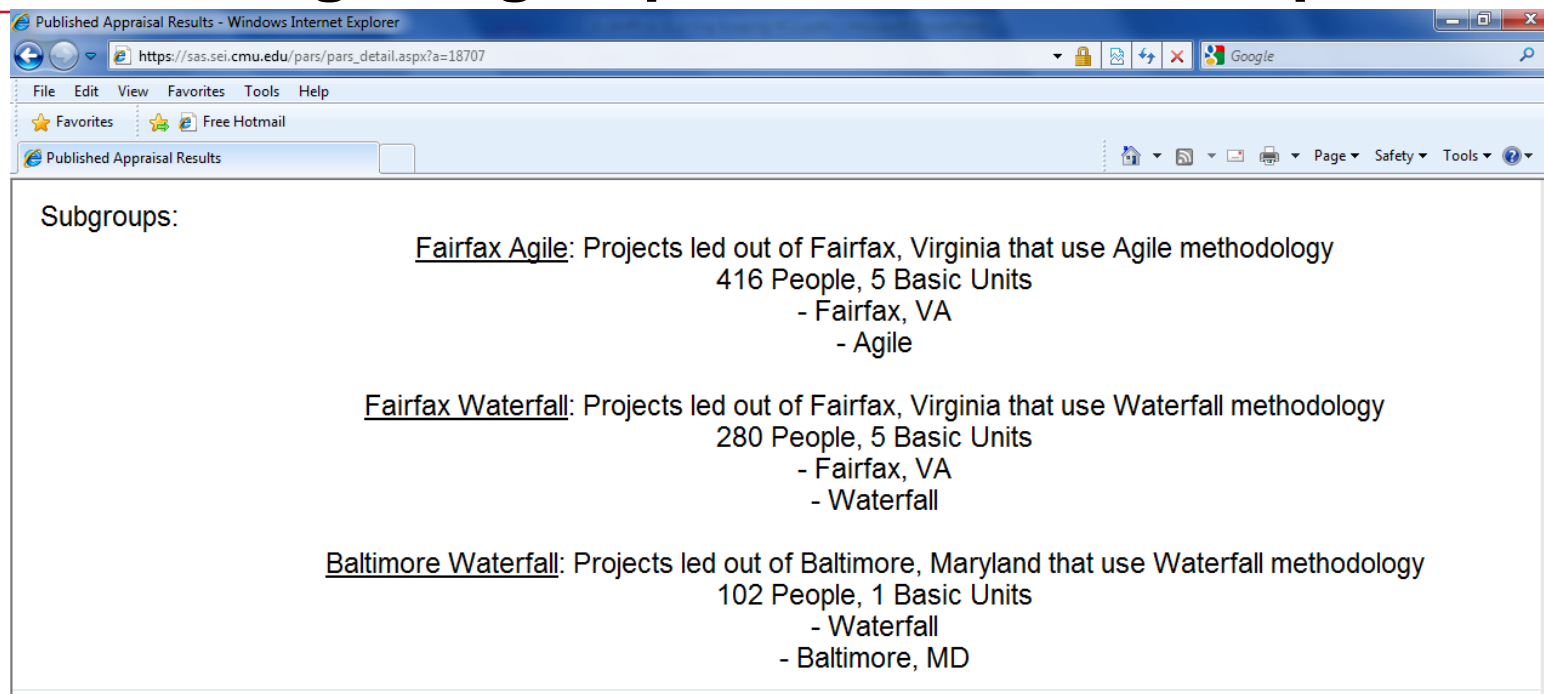 Published Appraisal Results - Windows Internet Explorer
https://sas.sei.cmu.edu/pars/pars_detail.aspx?a=18707
Google
File Edit View Favorites Tools Help
Favorites Free Hotmail
Published Appraisal Results
Page Safety Tools
Subgroups:
Fairfax Agile: Projects led out of Fairfax, Virginia that use Agile methodology
416 People, 5 Basic Units
- Fairfax, VA
- Agile
Fairfax Waterfall: Projects led out of Fairfax, Virginia that use Waterfall methodology
280 People, 5 Basic Units
- Fairfax, VA
- Waterfall
Baltimore Waterfall: Projects led out of Baltimore, Maryland that use Waterfall methodology
102 People, 1 Basic Units
- Waterfall
- Baltimore, MD